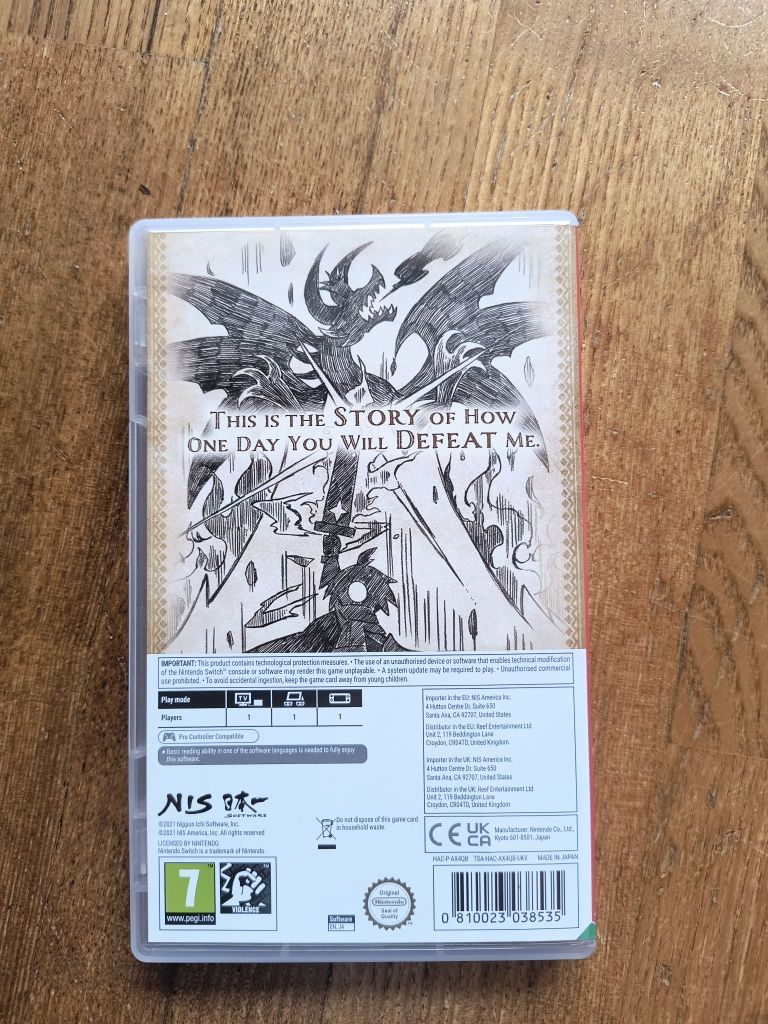 THIS IS THE STORY OF HOW
ONE DAY YOU WILL DEFEAT ME.
IMPORTANT: This product contains technological protection measures. • The use of an unauthorised device or software that enables technical modification
of the Nintendo Switch™ console or software may render this game unplayable. • A system update may be required to play. • Unauthorised commercial
use prohibited. • To avoid accidental ingestion, keep the game card away from young children.
Play mode
TV
Players 1 1 1
Pro Controller Compatible
• Basic reading ability in one of the software languages is needed to fully enjoy
this software.
Importer in the EU: NIS America Inc.
4 Hutton Centre Dr, Suite 650
Santa Ana, CA 92707, United States
Distributor in the EU: Reef Entertainment Ltd
Unit 2, 119 Beddington Lane
Croydon, CR04TD, United Kingdom
Importer in the UK: NIS America Inc.
4 Hutton Centre Dr, Suite 650
Santa Ana, CA 92707, United States
Distributor in the UK: Reef Entertainment Ltd
Unit 2, 119 Beddington Lane
Croydon, CR04TD, United Kingdom
NIS 日本一
SOFTWARE
©2021 Nippon Ichi Software, Inc.
©2021 NIS America, Inc. All rights reserved
LICENSED BY NINTENDO.
Nintendo Switch is a trademark of Nintendo.
Do not dispose of this game card
in household waste.
CE UK
CA
Manufacturer: Nintendo Co., Ltd.,
Kyoto 601-8501, Japan
HAC-P-AX4QB TSA-HAC-AX4QB-UKV MADE IN JAPAN
7 ™
www.pegi.info
VIOLENCE
Software
EN, JA
Original
Nintendo
Seal of
Quality
™
0 810023 038535